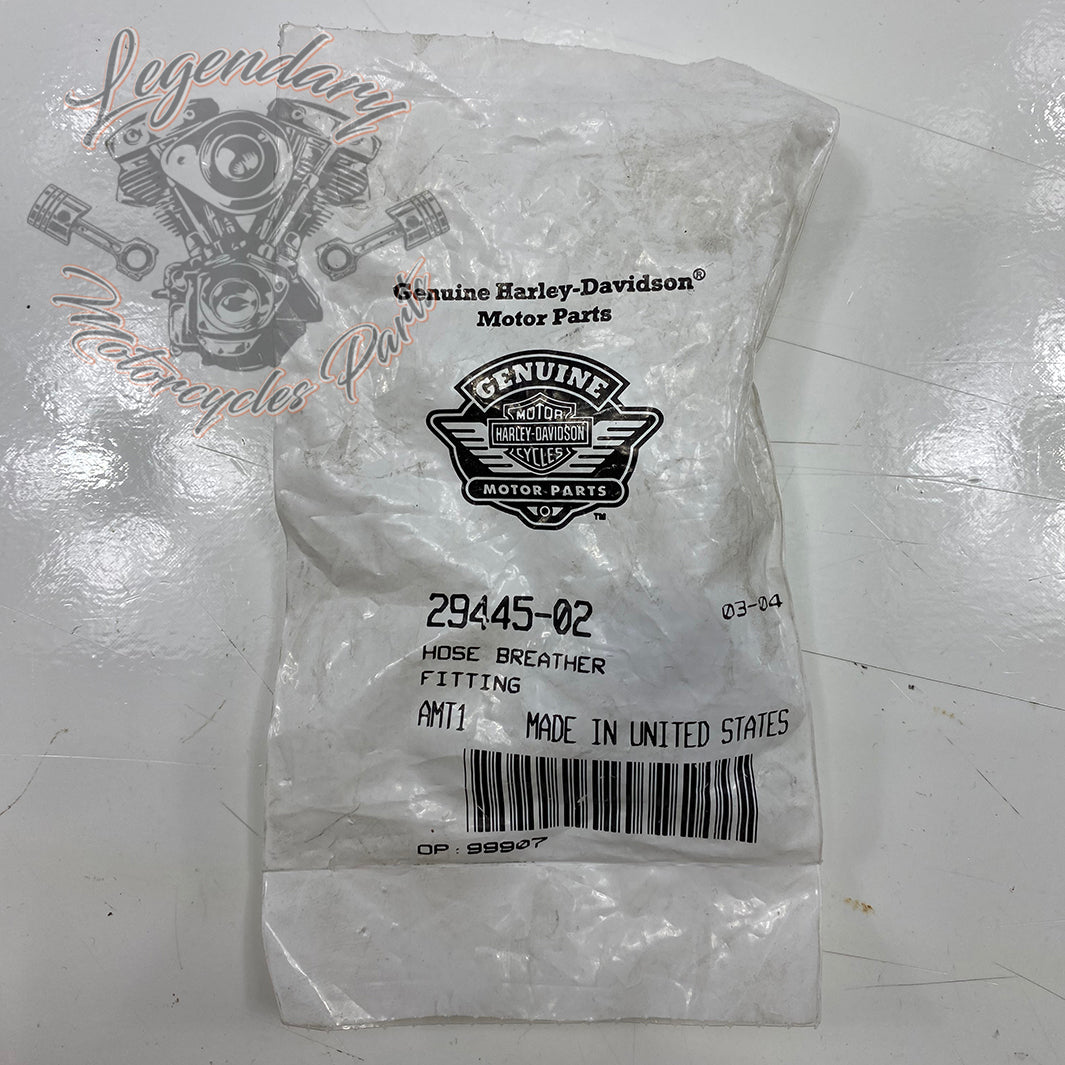 Legendary
Motorcycles Parts
Genuine Harley-Davidson®
Motor Parts
GENUINE
MOTOR
HARLEY-DAVIDSON
CYCLES
MOTOR PARTS
™
29445-02
03-04
HOSE BREATHER
FITTING
AMT1 MADE IN UNITED STATES
OP: 99907